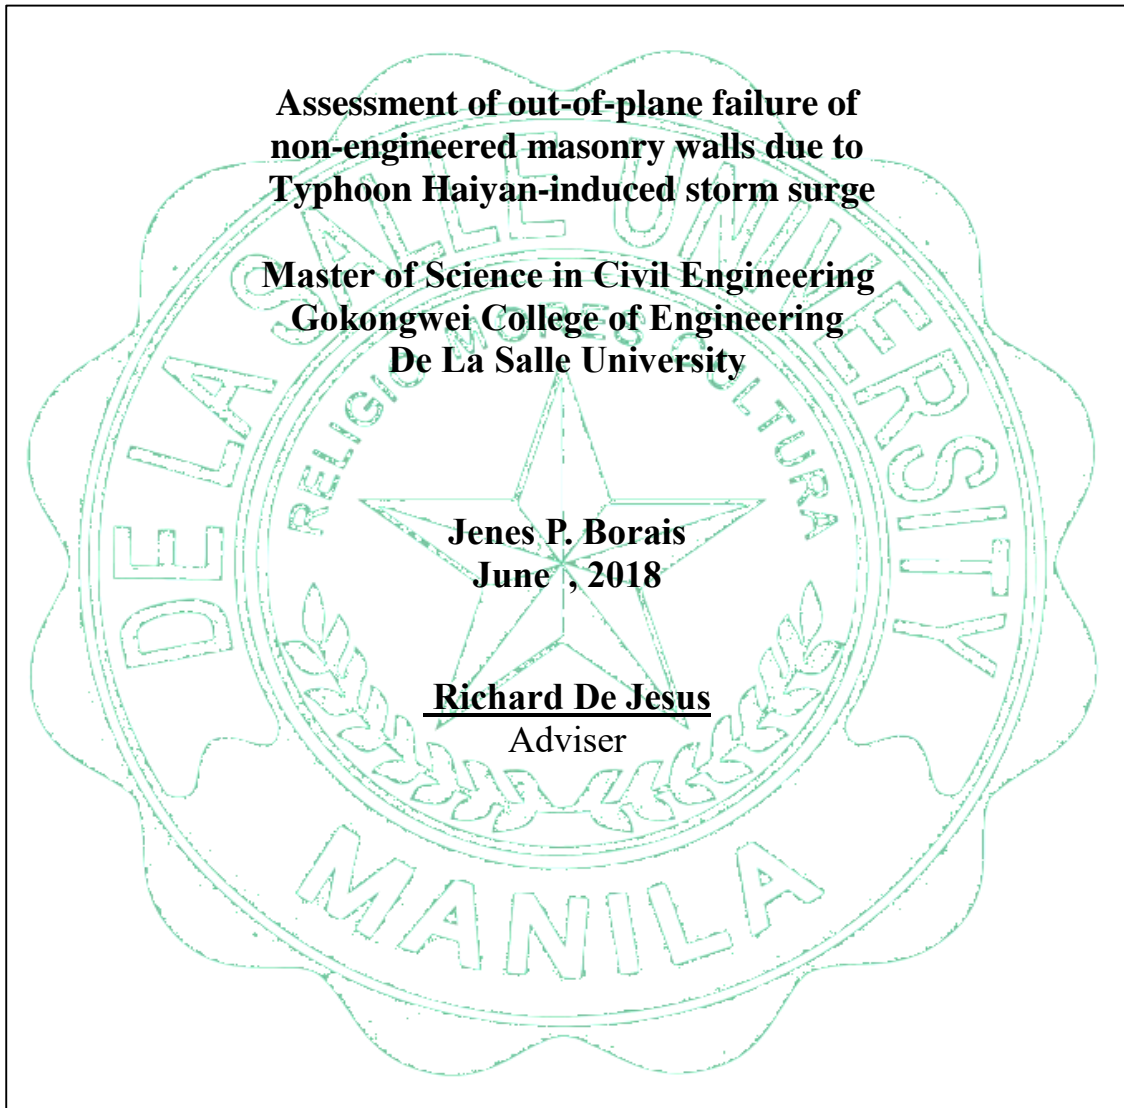 Assessment of out-of-plane failure of
non-engineered masonry walls due to
Typhoon Haiyan-induced storm surge
Master of Science in Civil Engineering
Gokongwei College of Engineering
De La Salle University
Jenes P. Borais
June , 2018
Richard De Jesus
Adviser
DE LA SALLE UNIVERSITY
RELIGIO MORES CULTURA
MANILA